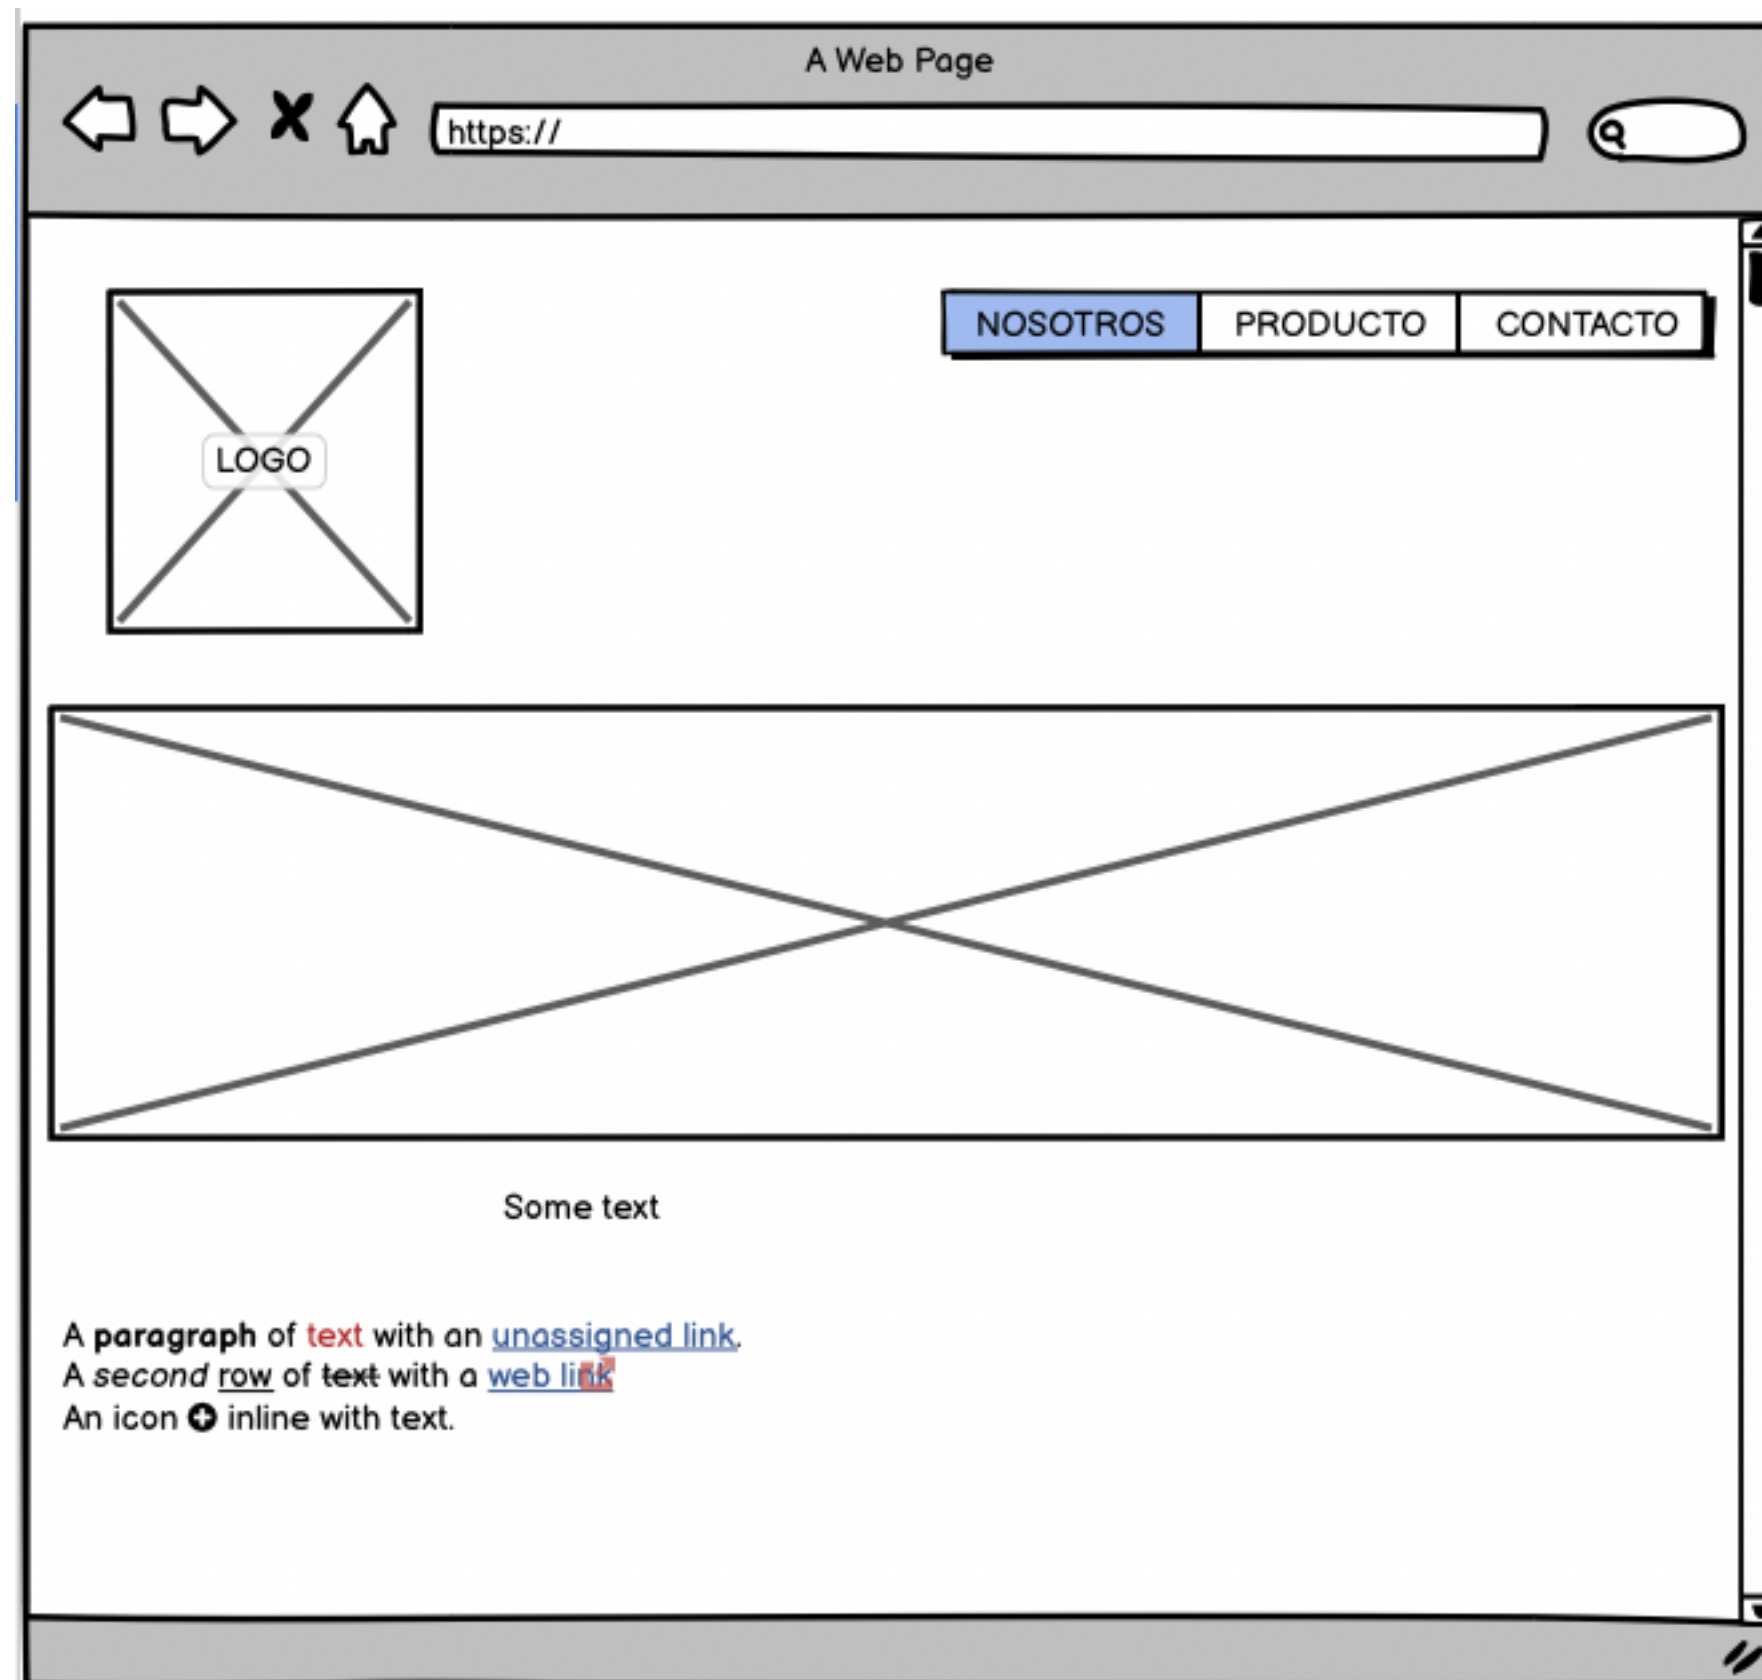 A Web Page
https://
NOSOTROS PRODUCTO CONTACTO
LOGO
Some text
A paragraph of text with an unassigned link.
A second row of text with a web link
An icon inline with text.